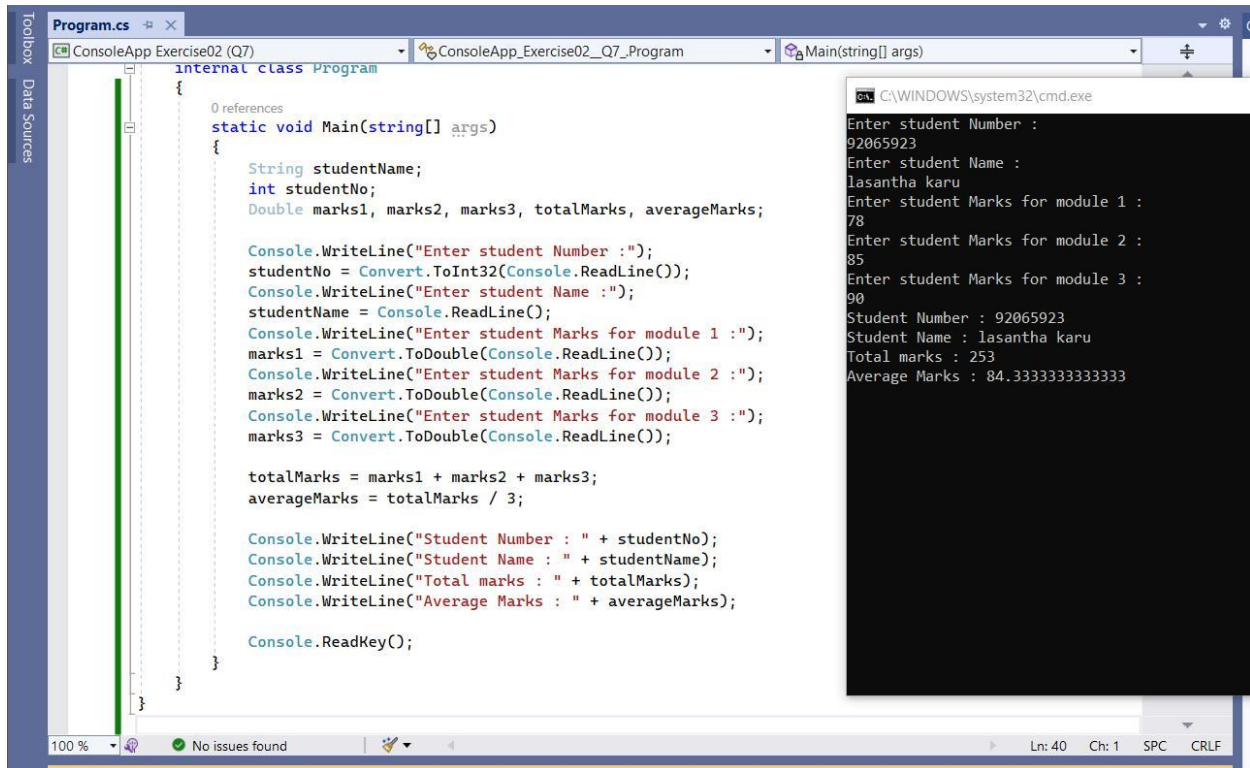 Toolbox
Data Sources
Program.cs
C# ConsoleApp Exercise02 (Q7)
ConsoleApp_Exercise02__Q7_.Program
Main(string[] args)
internal class Program
{
0 references
static void Main(string[] args)
{
String studentName;
int studentNo;
Double marks1, marks2, marks3, totalMarks, averageMarks;
Console.WriteLine("Enter student Number :");
studentNo = Convert.ToInt32(Console.ReadLine());
Console.WriteLine("Enter student Name :");
studentName = Console.ReadLine();
Console.WriteLine("Enter student Marks for module 1 :");
marks1 = Convert.ToDouble(Console.ReadLine());
Console.WriteLine("Enter student Marks for module 2 :");
marks2 = Convert.ToDouble(Console.ReadLine());
Console.WriteLine("Enter student Marks for module 3 :");
marks3 = Convert.ToDouble(Console.ReadLine());
totalMarks = marks1 + marks2 + marks3;
averageMarks = totalMarks / 3;
Console.WriteLine("Student Number : " + studentNo);
Console.WriteLine("Student Name : " + studentName);
Console.WriteLine("Total marks : " + totalMarks);
Console.WriteLine("Average Marks : " + averageMarks);
Console.ReadKey();
}
}
}
C:\WINDOWS\system32\cmd.exe
Enter student Number :
92065923
Enter student Name :
lasantha karu
Enter student Marks for module 1 :
78
Enter student Marks for module 2 :
85
Enter student Marks for module 3 :
90
Student Number : 92065923
Student Name : lasantha karu
Total marks : 253
Average Marks : 84.3333333333333
100 %
No issues found
Ln: 40 Ch: 1 SPC CRLF